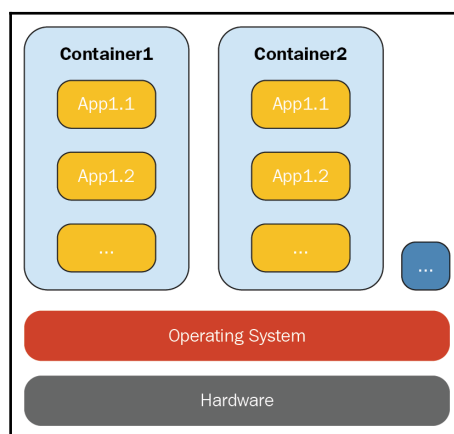 Container1
App1.1
App1.2
...
Container2
App1.1
App1.2
...
...
Operating System
Hardware